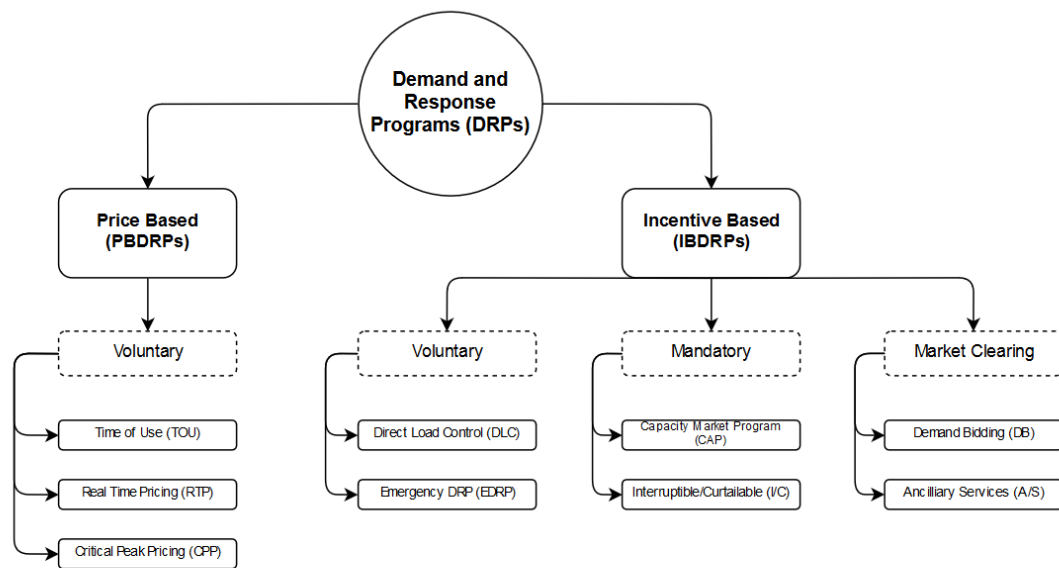 Demand and
Response
Programs (DRPs)
Price Based
(PBDRPs)
Incentive Based
(IBDRPs)
Voluntary
Voluntary
Mandatory
Market Clearing
Time of Use (TOU)
Direct Load Control (DLC)
Capacity Market Program
(CAP)
Demand Bidding (DB)
Real Time Pricing (RTP)
Emergency DRP (EDRP)
Interruptible/Curtailable (I/C)
Ancilliary Services (A/S)
Critical Peak Pricing (CPP)